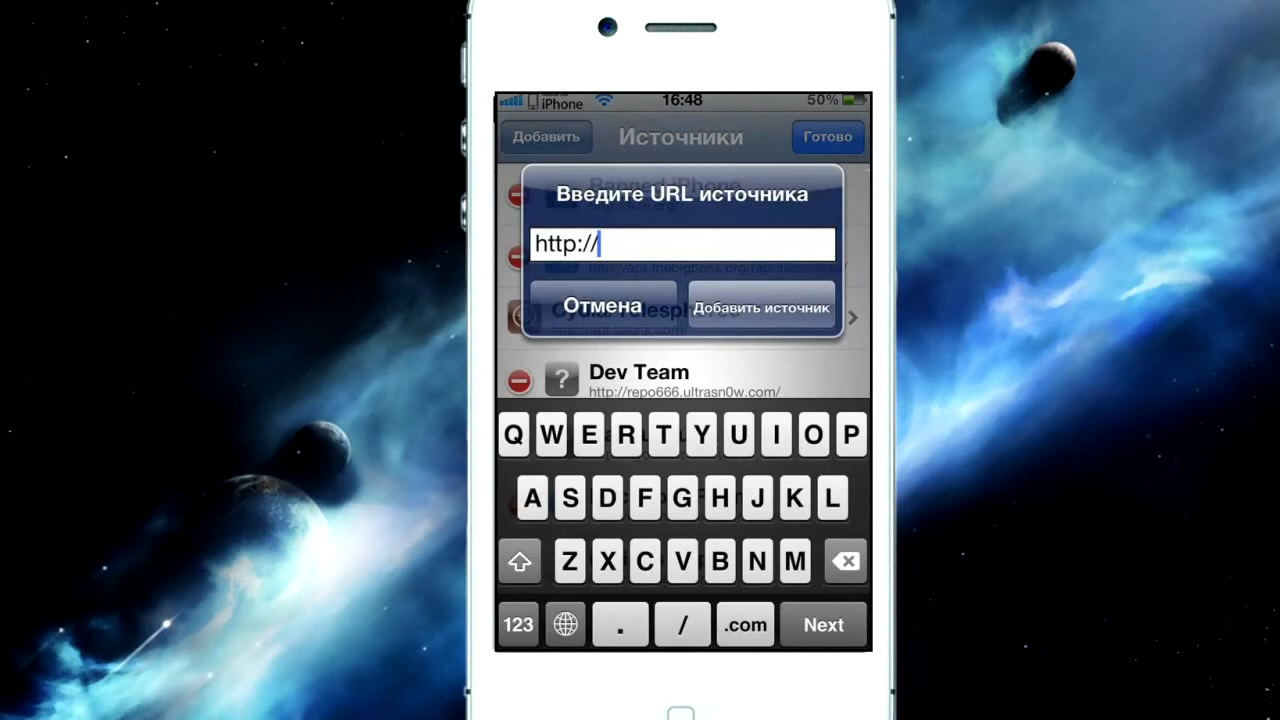 iPhone 16:48 50%
Добавить Источники Готово
Введите URL источника
http://
Отмена Добавить источник
Dev Team
http://repo666.ultrasn0w.com/
Q W E R T Y U I O P
A S D F G H J K L
Z X C V B N M
123 . / .com Next